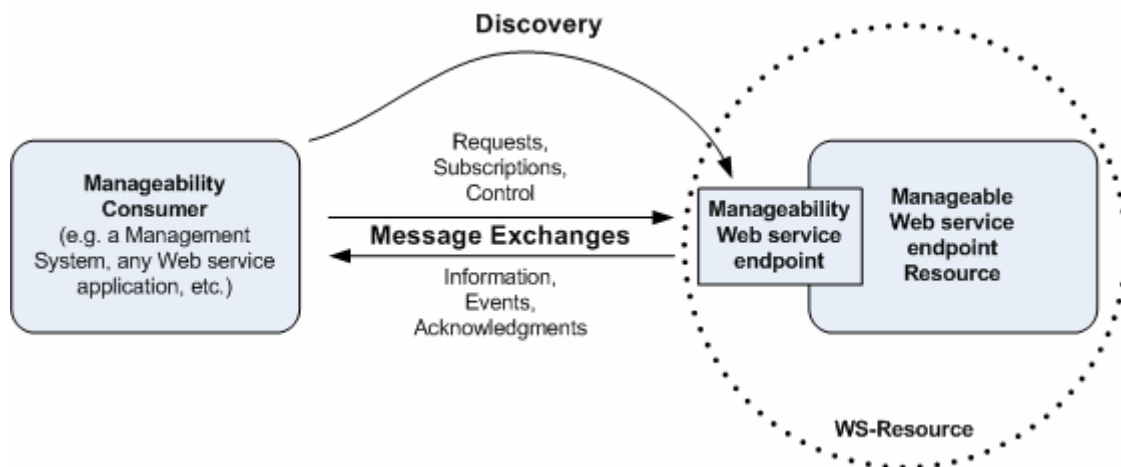 Discovery
Requests,
Subscriptions,
Control
Manageability
Consumer
(e.g. a Management
System, any Web service
application, etc.)
Message Exchanges
Information,
Events,
Acknowledgments
Manageability
Web service
endpoint
Manageable
Web service
endpoint
Resource
WS-Resource